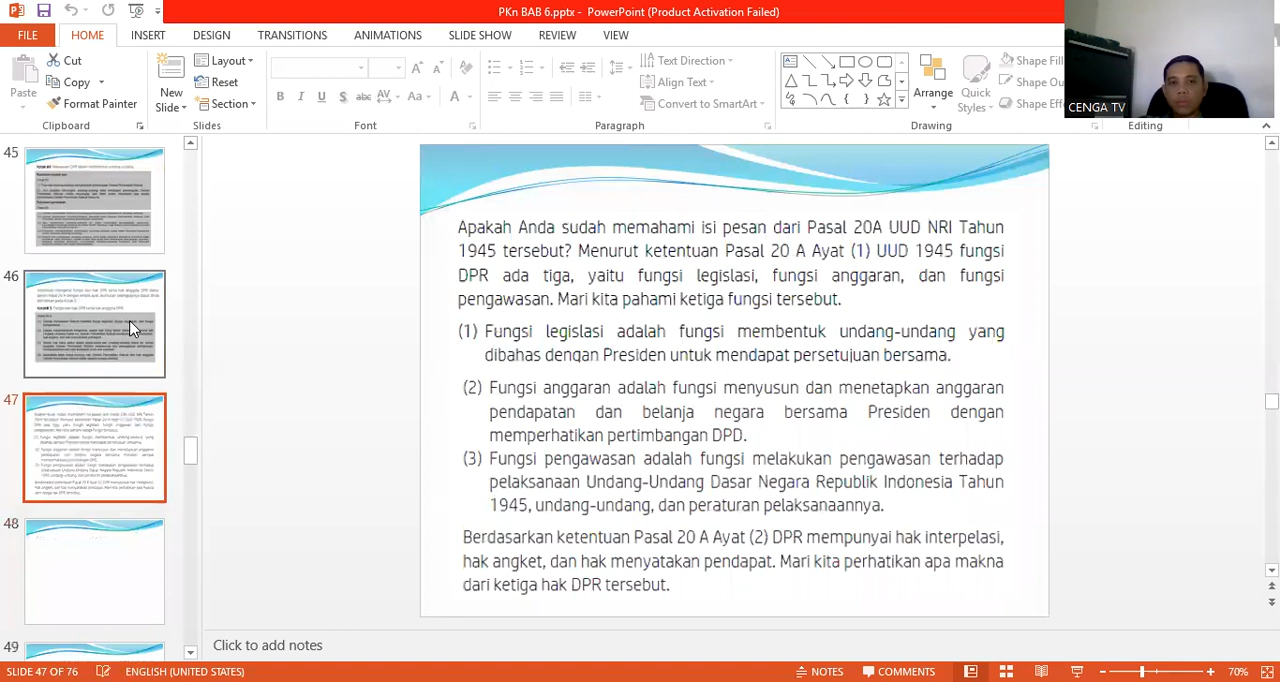 PKn BAB 6.pptx - PowerPoint (Product Activation Failed)
FILE HOME INSERT DESIGN TRANSITIONS ANIMATIONS SLIDE SHOW REVIEW VIEW
Paste
Cut
Copy
Format Painter
Clipboard
New
Slide
Layout
Reset
Section
Slides
B I U S abc AV Aa A
Font
Text Direction
Align Text
Convert to SmartArt
Paragraph
Arrange
Quick
Styles
Shape Fill
Shape Ou
Shape Effe
Drawing
Editing
CENGA TV
45
46
47
48
49
Apakah Anda sudah memahami isi pesan dari Pasal 20A UUD NRI Tahun
1945 tersebut? Menurut ketentuan Pasal 20 A Ayat (1) UUD 1945 fungsi
DPR ada tiga, yaitu fungsi legislasi, fungsi anggaran, dan fungsi
pengawasan. Mari kita pahami ketiga fungsi tersebut.
(1) Fungsi legislasi adalah fungsi membentuk undang-undang yang
dibahas dengan Presiden untuk mendapat persetujuan bersama.
(2) Fungsi anggaran adalah fungsi menyusun dan menetapkan anggaran
pendapatan dan belanja negara bersama Presiden dengan
memperhatikan pertimbangan DPD.
(3) Fungsi pengawasan adalah fungsi melakukan pengawasan terhadap
pelaksanaan Undang-Undang Dasar Negara Republik Indonesia Tahun
1945, undang-undang, dan peraturan pelaksanaannya.
Berdasarkan ketentuan Pasal 20 A Ayat (2) DPR mempunyai hak interpelasi,
hak angket, dan hak menyatakan pendapat. Mari kita perhatikan apa makna
dari ketiga hak DPR tersebut.
Click to add notes
SLIDE 47 OF 76 ENGLISH (UNITED STATES) NOTES COMMENTS 70%